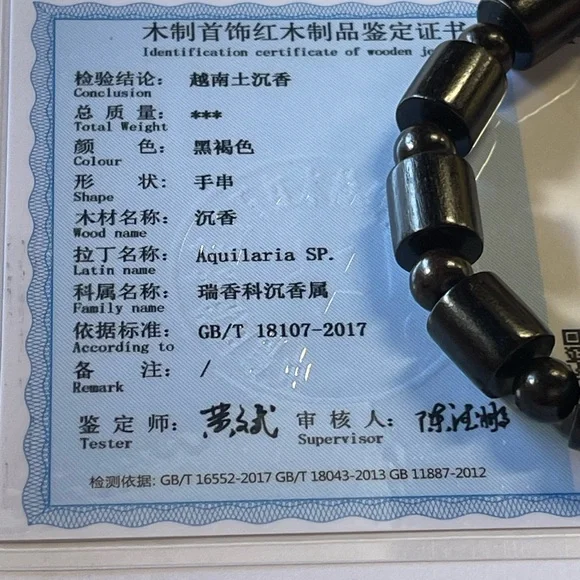 木制首饰红木制品鉴定证书
Identification certificate of wooden je
检验结论： 越南土沉香
Conclusion
总 质 量： ***
Total Weight
颜 色： 黑褐色
Colour
形 状： 手串
Shape
木材名称： 沉香
Wood name
拉丁名称： Aquilaria SP.
Latin name
科属名称： 瑞香科沉香属
Family name
依据标准： GB/T 18107-2017
According to
备 注： /
Remark
鉴 定 师： 审 核 人：
Tester Supervisor
检测依据: GB/T 16552-2017 GB/T 18043-2013 GB 11887-2012